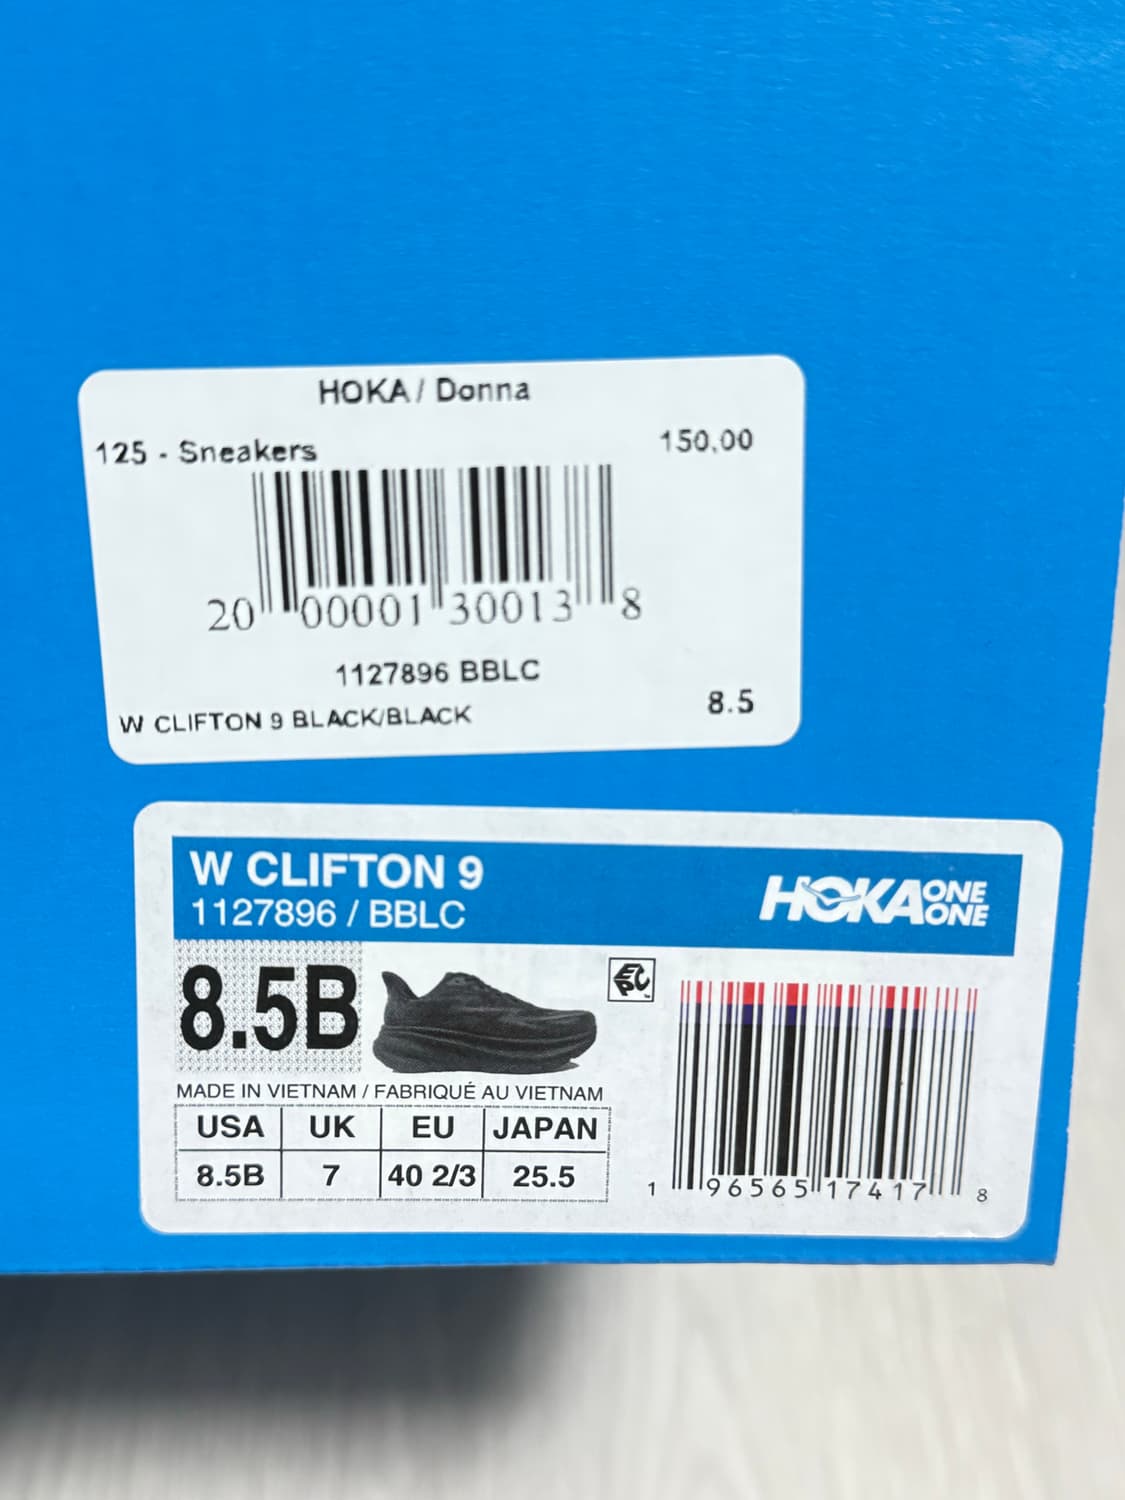 HOKA / Donna
125 - Sneakers 150,00
20 00001 30013 8
1127896 BBLC
W CLIFTON 9 BLACK/BLACK 8.5
W CLIFTON 9
1127896 / BBLC
HOKA ONE ONE
8.5B
EPC
MADE IN VIETNAM / FABRIQUÉ AU VIETNAM
USA UK EU JAPAN
8.5B 7 40 2/3 25.5
1 96565 17417 8